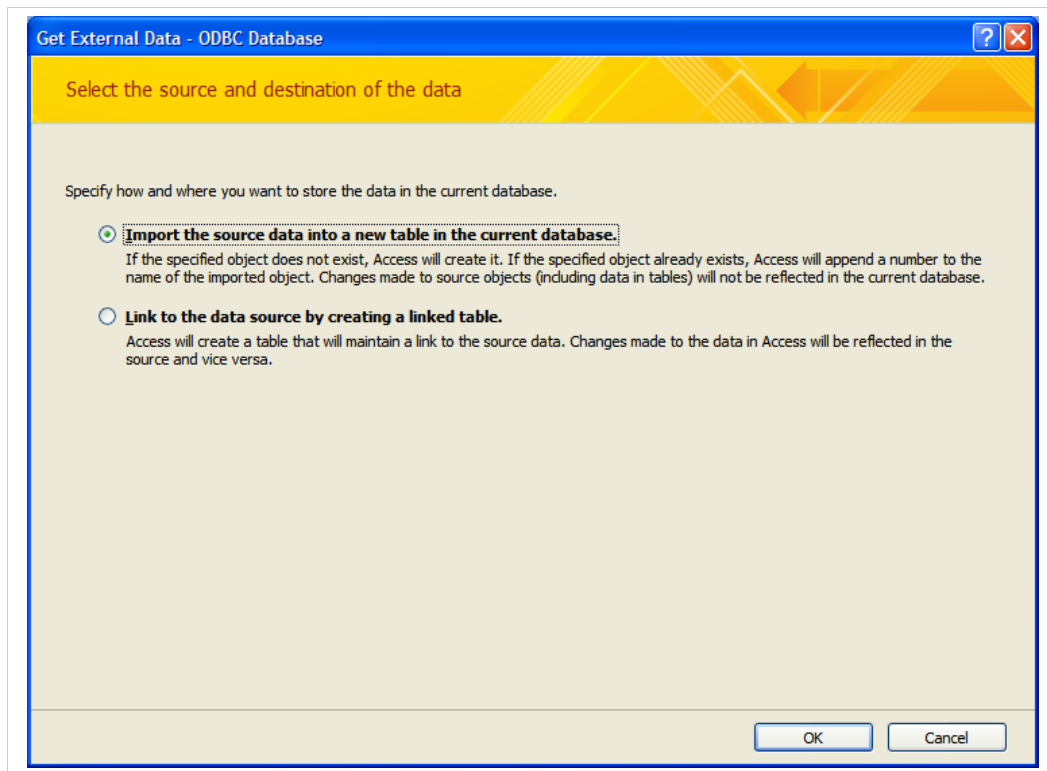 Get External Data - ODBC Database
Select the source and destination of the data
Specify how and where you want to store the data in the current database.
Import the source data into a new table in the current database.
If the specified object does not exist, Access will create it. If the specified object already exists, Access will append a number to the
name of the imported object. Changes made to source objects (including data in tables) will not be reflected in the current database.
Link to the data source by creating a linked table.
Access will create a table that will maintain a link to the source data. Changes made to the data in Access will be reflected in the
source and vice versa.
OK Cancel